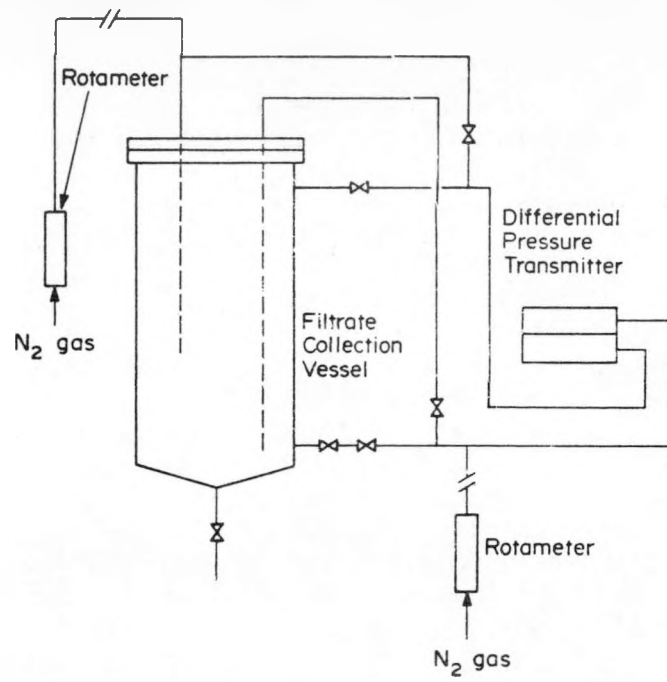 Rotameter
N2 gas
Differential
Pressure
Transmitter
Filtrate
Collection
Vessel
Rotameter
N2 gas